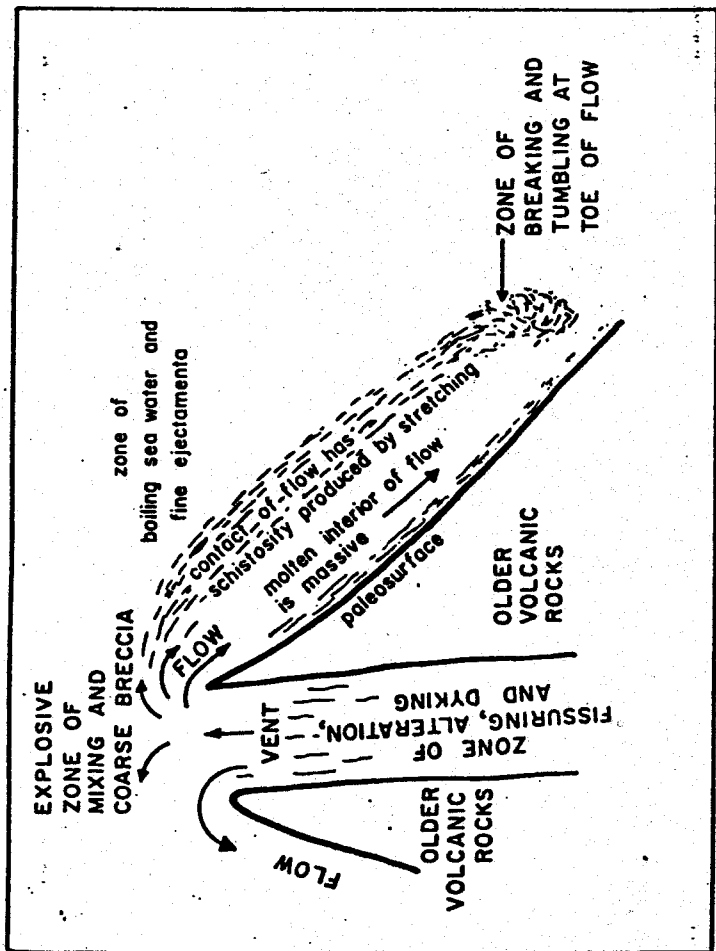 EXPLOSIVE
ZONE OF
MIXING AND
COARSE BRECCIA
zone of
boiling sea water and
fine ejectamenta
contact of flow has
schistosity produced by stretching
molten interior of flow
is massive
paleosurface
FLOW
FLOW
VENT
ZONE OF
FISSURING, ALTERATION,
AND DYKING
OLDER
VOLCANIC
ROCKS
OLDER
VOLCANIC
ROCKS
ZONE OF
BREAKING AND
TUMBLING AT
TOE OF FLOW